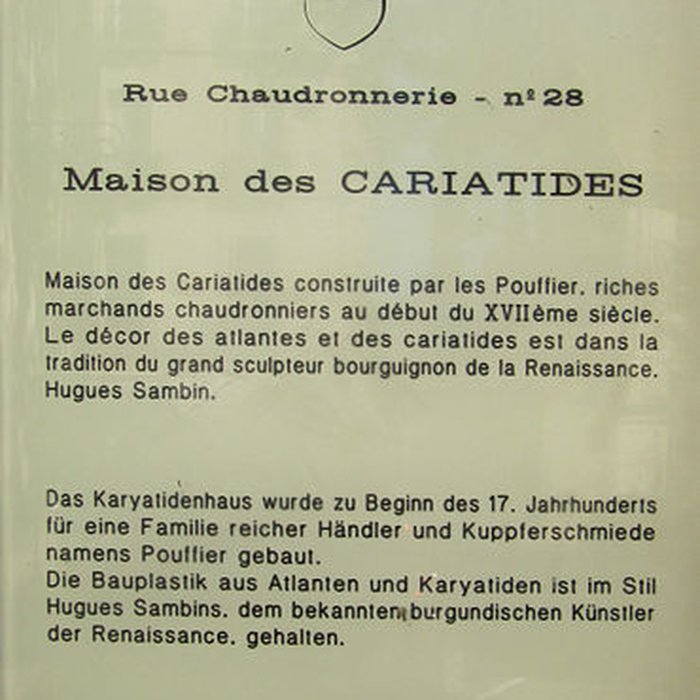 Rue Chaudronnerie - nº 28
Maison des CARIATIDES
Maison des Cariatides construite par les Pouffier. riches
marchands chaudronniers au début du XVIIème siècle.
Le décor des atlantes et des cariatides est dans la
tradition du grand sculpteur bourguignon de la Renaissance.
Hugues Sambin.
Das Karyatidenhaus wurde zu Beginn des 17. Jahrhunderts
für eine Familie reicher Händler und Kuppferschmiede
namens Pouffier gebaut.
Die Bauplastik aus Atlanten und Karyatiden ist im Stil
Hugues Sambins. dem bekannten burgundischen Künstler
der Renaissance. gehalten.